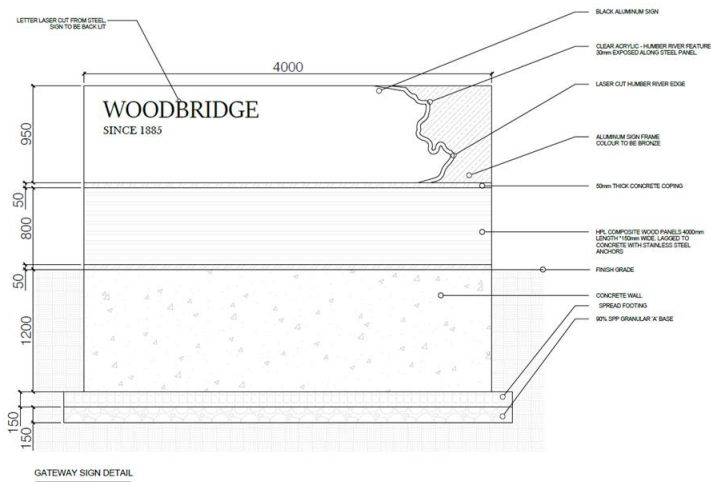 LETTER LASER CUT FROM STEEL.
SIGN TO BE BACK LIT
BLACK ALUMINUM SIGN
CLEAR ACRYLIC - HUMBER RIVER FEATURE
30mm EXPOSED ALONG STEEL PANEL.
4000
LASER CUT HUMBER RIVER EDGE
WOODBRIDGE
SINCE 1885
950
ALUMINUM SIGN FRAME
COLOUR TO BE BRONZE
50mm THICK CONCRETE COPING
50
800
HPL COMPOSITE WOOD PANELS 4000mm
LENGTH *150mm WIDE. LAGGED TO
CONCRETE WITH STAINLESS STEEL
ANCHORS
FINISH GRADE
50
CONCRETE WALL
SPREAD FOOTING
1200
90% SPP GRANULAR 'A' BASE
150
150
GATEWAY SIGN DETAIL